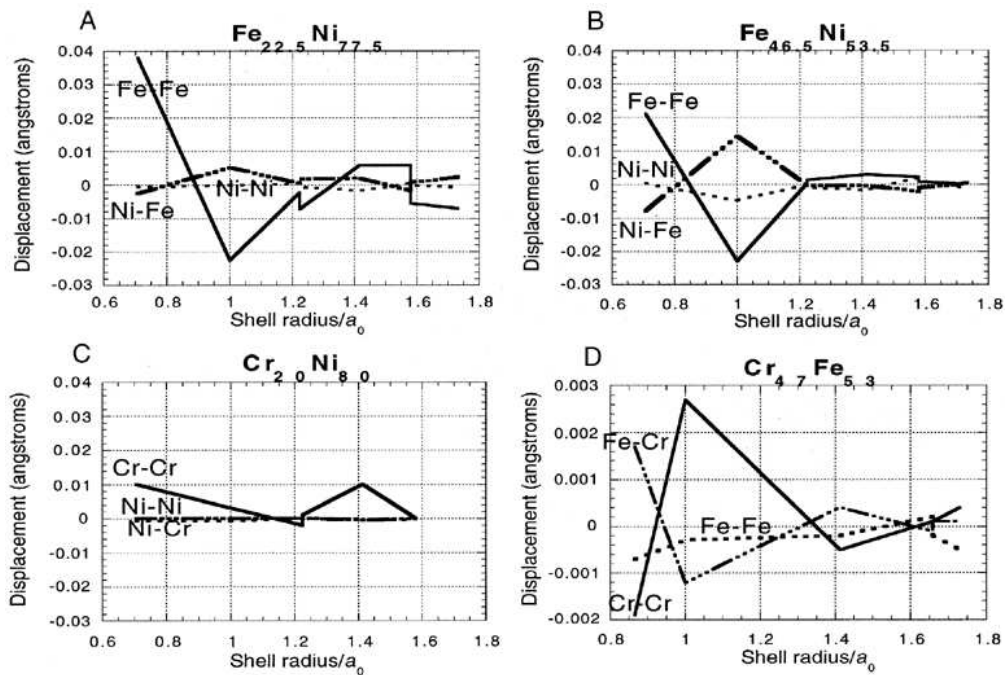 A
Fe22.5Ni77.5
Displacement (angstroms)
0.04
0.03
0.02
0.01
0
-0.01
-0.02
-0.03
Fe-Fe
Ni-Ni
Ni-Fe
0.6 0.8 1 1.2 1.4 1.6 1.8
Shell radius/a0
B
Fe46.5Ni53.5
Displacement (angstroms)
0.04
0.03
0.02
0.01
0
-0.01
-0.02
-0.03
Fe-Fe
Ni-Ni
Ni-Fe
0.6 0.8 1 1.2 1.4 1.6 1.8
Shell radius/a0
C
Cr20Ni80
Displacement (angstroms)
0.04
0.03
0.02
0.01
0
-0.01
-0.02
-0.03
Cr-Cr
Ni-Ni
Ni-Cr
0.6 0.8 1 1.2 1.4 1.6 1.8
Shell radius/a0
D
Cr47Fe53
Displacement (angstroms)
0.003
0.002
0.001
0
-0.001
-0.002
Fe-Cr
Fe-Fe
Cr-Cr
0.8 1 1.2 1.4 1.6 1.8
Shell radius/a0